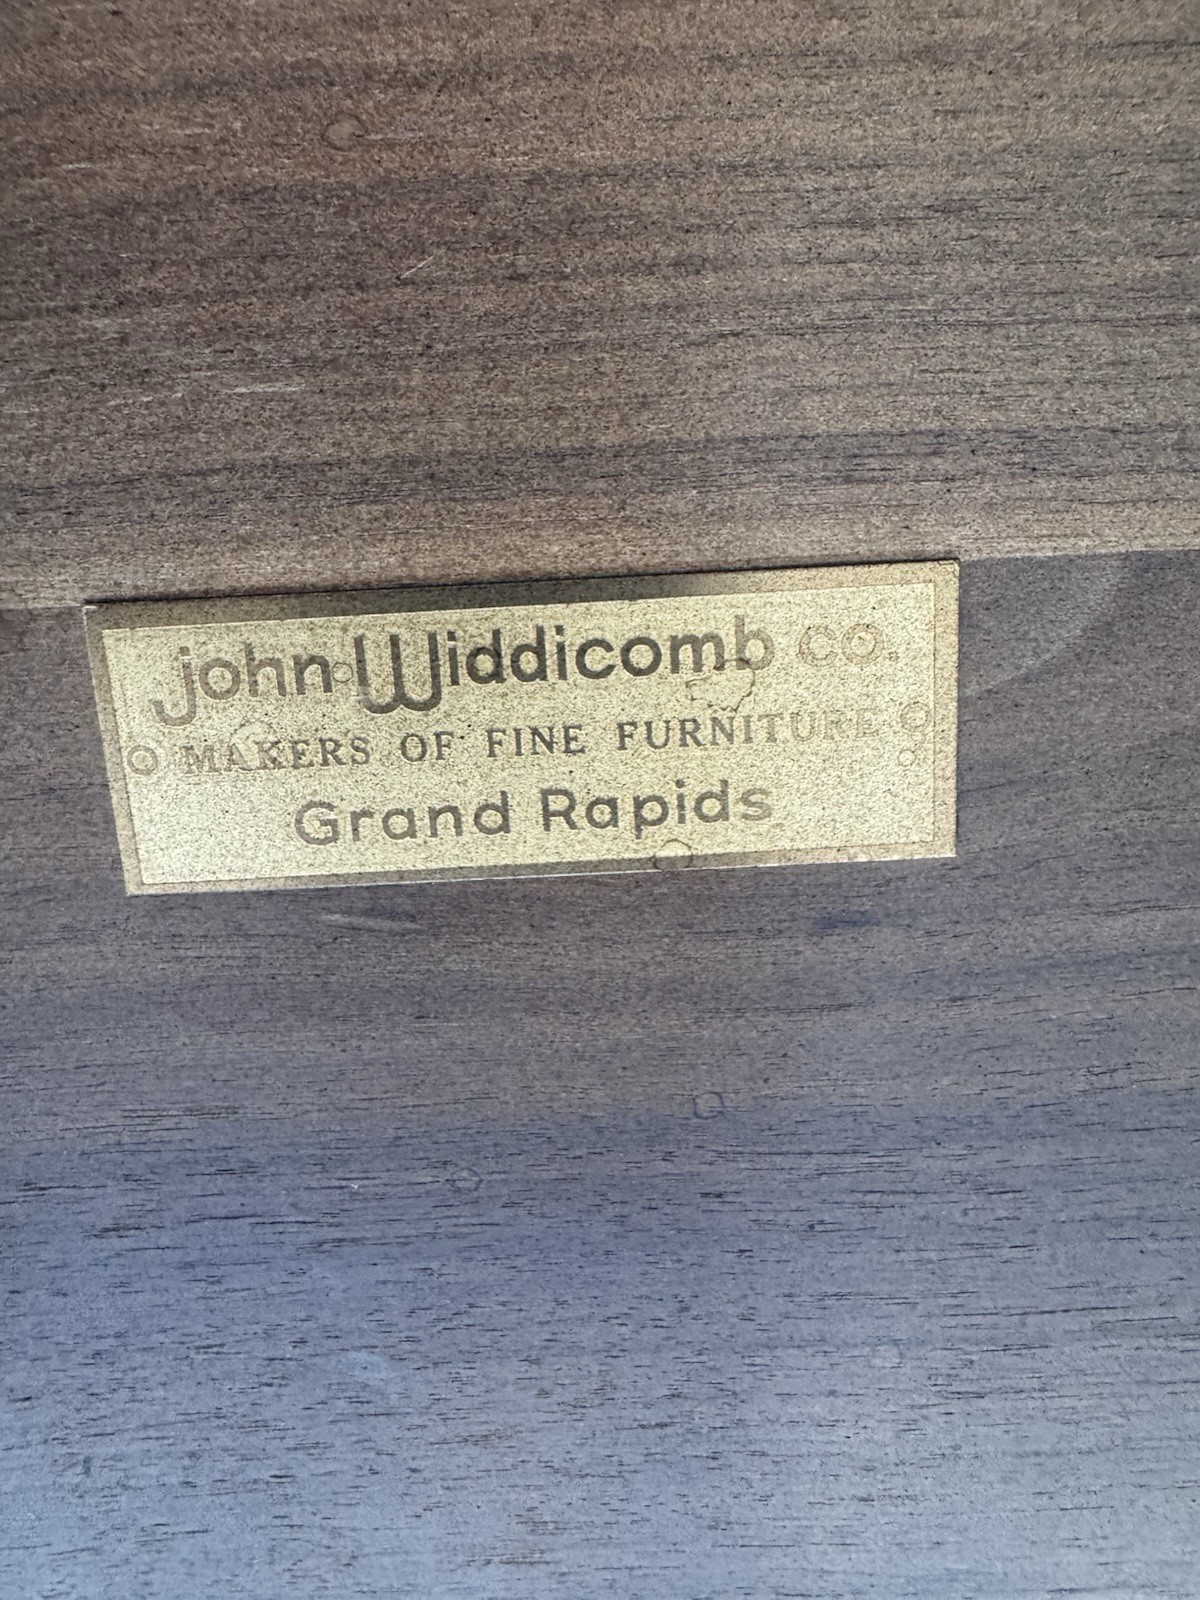 john Widdicomb co.
MAKERS OF FINE FURNITURE
Grand Rapids